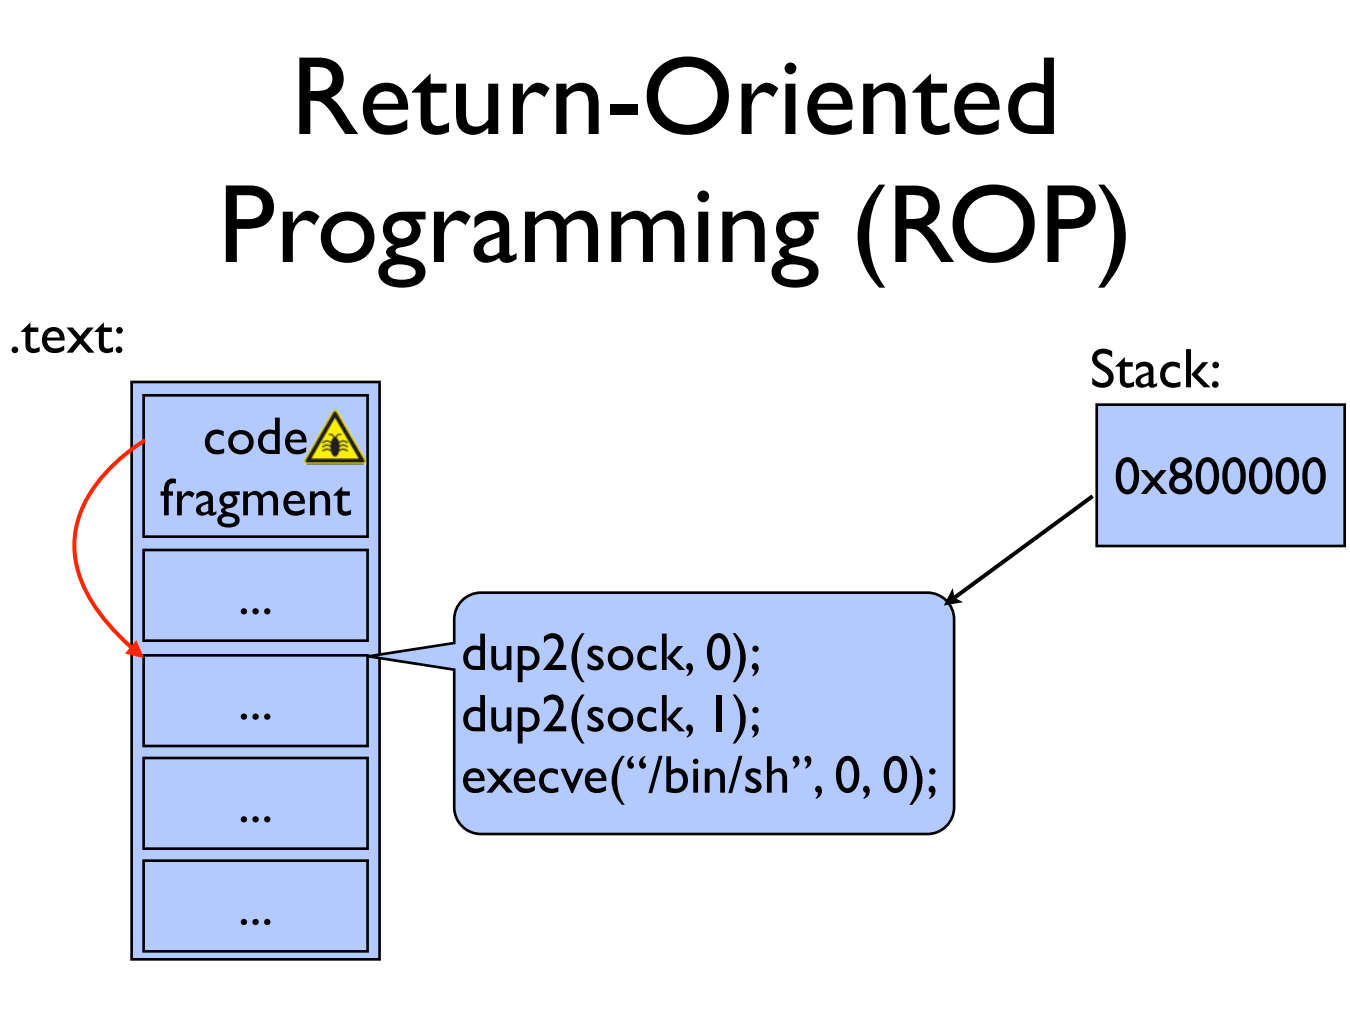 Return-Oriented
Programming (ROP)
.text:
Stack:
code
fragment
0x800000
...
dup2(sock, 0);
dup2(sock, 1);
execve(“/bin/sh”, 0, 0);
...
...
...